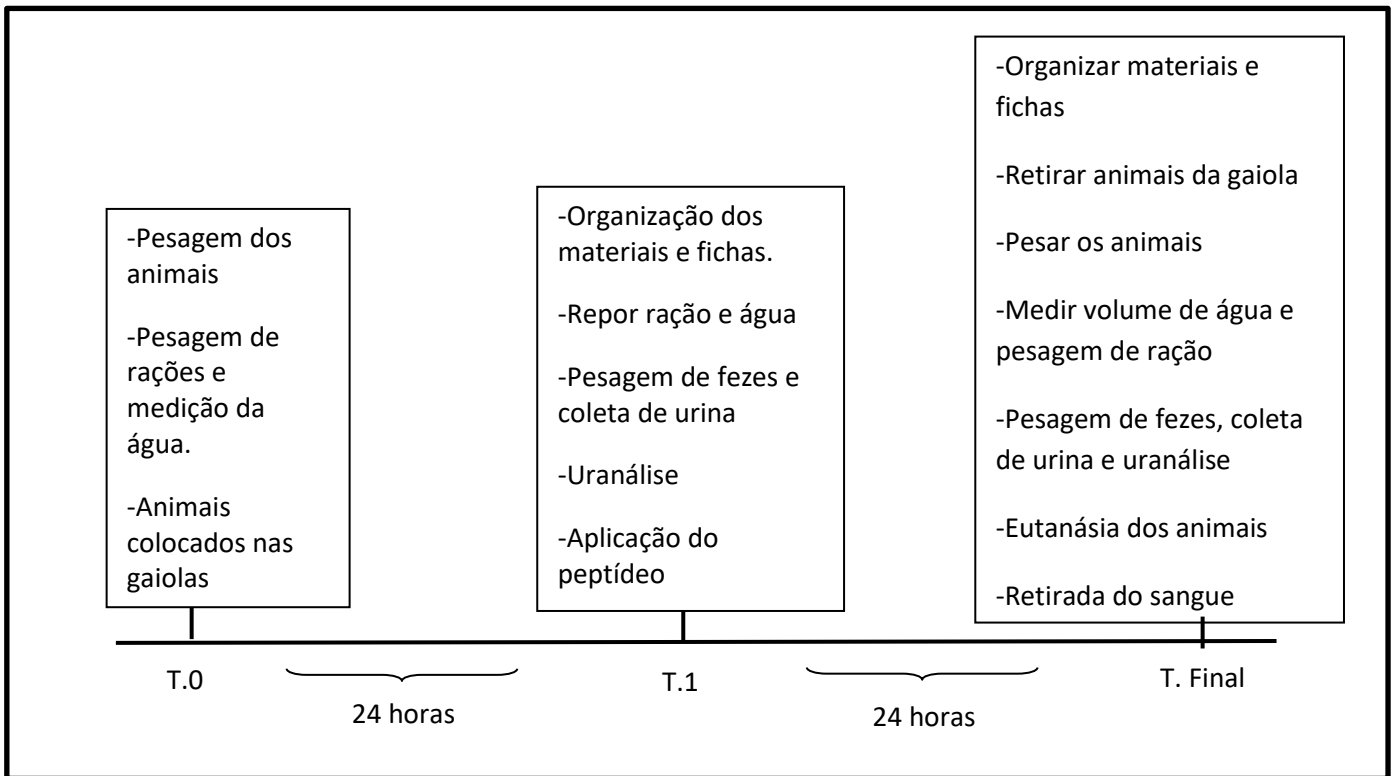 -Pesagem dos
animais
-Pesagem de
rações e
medição da
água.
-Animais
colocados nas
gaiolas
-Organização dos
materiais e fichas.
-Repor ração e água
-Pesagem de fezes e
coleta de urina
-Uranálise
-Aplicação do
peptídeo
-Organizar materiais e
fichas
-Retirar animais da gaiola
-Pesar os animais
-Medir volume de água e
pesagem de ração
-Pesagem de fezes, coleta
de urina e uranálise
-Eutanásia dos animais
-Retirada do sangue
T.0
24 horas
T.1
24 horas
T. Final